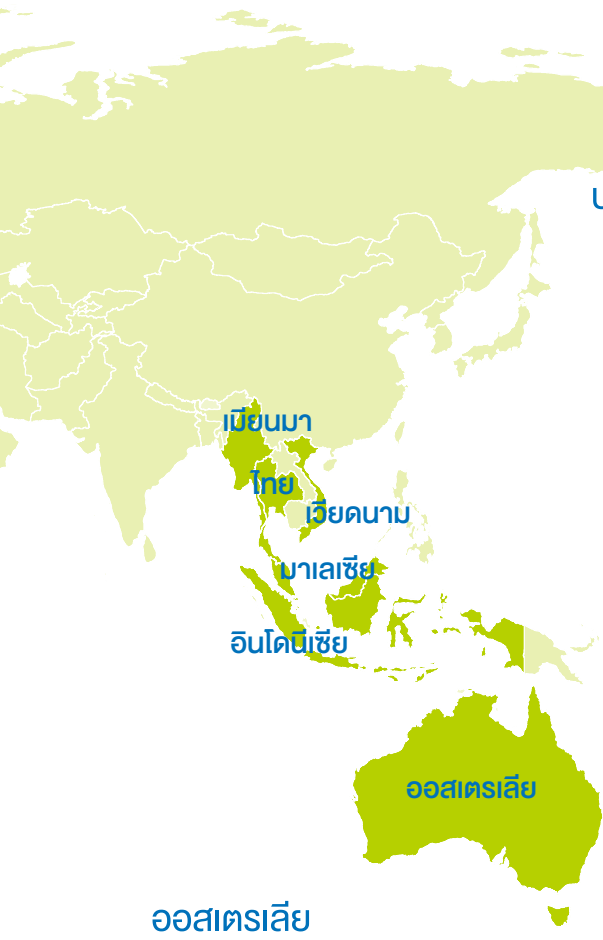 เมียนมา
ไทย
เวียดนาม
มาเลเซีย
อินโดนีเซีย
ออสเตรเลีย
ออสเตรเลีย